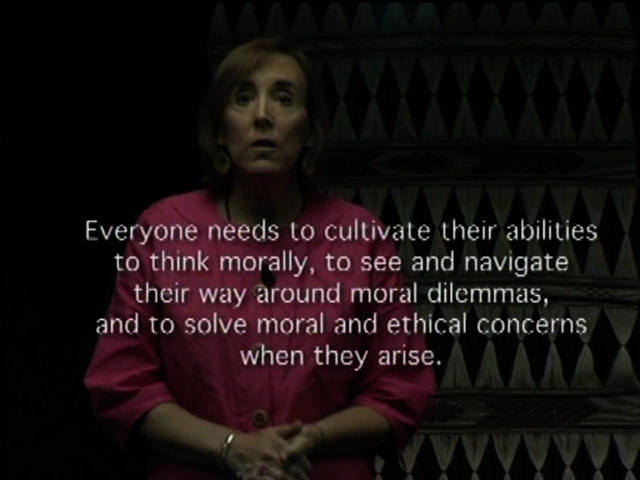 Everyone needs to cultivate their abilities
to think morally, to see and navigate
their way around moral dilemmas,
and to solve moral and ethical concerns
when they arise.